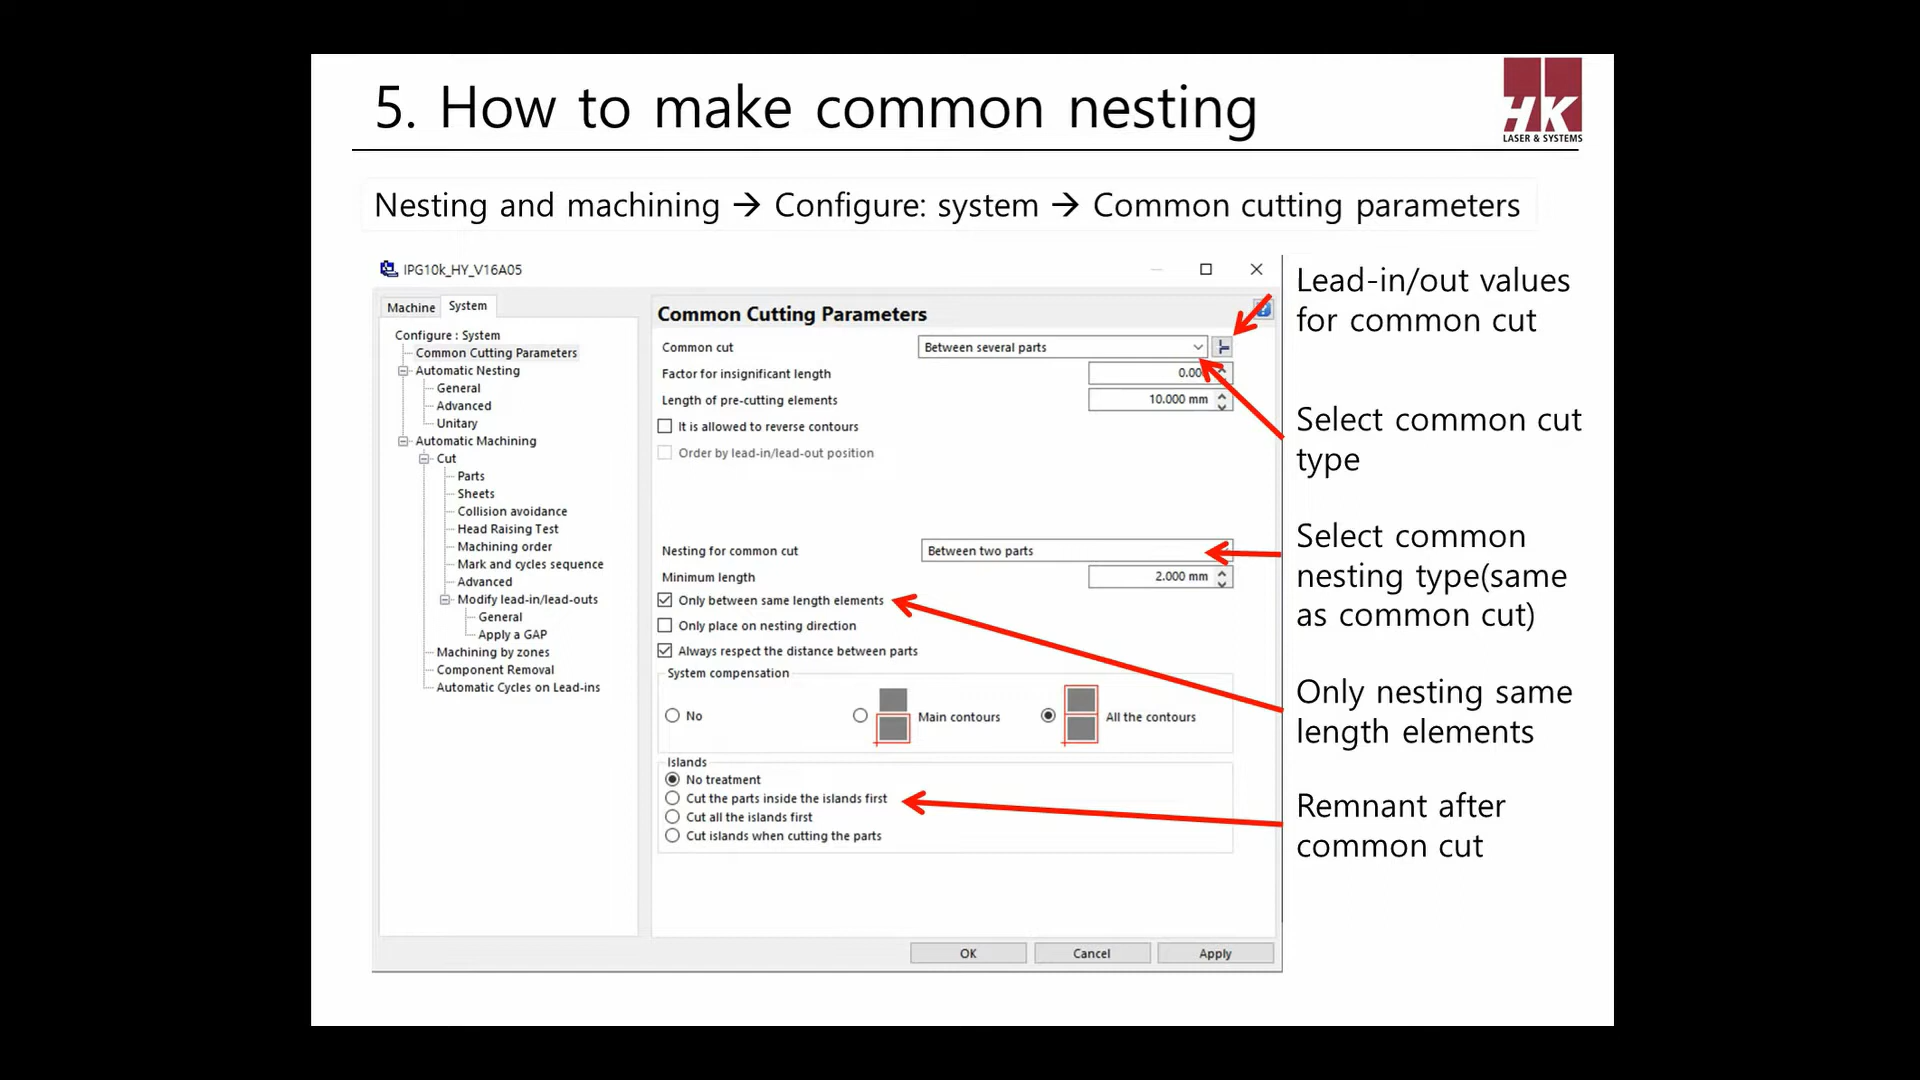 5. How to make common nesting
HK
LASER & SYSTEMS
Nesting and machining → Configure: system → Common cutting parameters
IPG10k_HY_V16A05
Machine
System
Configure : System
Common Cutting Parameters
Automatic Nesting
General
Advanced
Unitary
Automatic Machining
Cut
Parts
Sheets
Collision avoidance
Head Raising Test
Machining order
Mark and cycles sequence
Advanced
Modify lead-in/lead-outs
General
Apply a GAP
Machining by zones
Component Removal
Automatic Cycles on Lead-ins
Common Cutting Parameters
Common cut
Between several parts
Factor for insignificant length
Length of pre-cutting elements
10.000 mm
It is allowed to reverse contours
Order by lead-in/lead-out position
Nesting for common cut
Between two parts
Minimum length
2.000 mm
Only between same length elements
Only place on nesting direction
Always respect the distance between parts
System compensation
No
Main contours
All the contours
Islands
No treatment
Cut the parts inside the islands first
Cut all the islands first
Cut islands when cutting the parts
OK
Cancel
Apply
Lead-in/out values
for common cut
Select common cut
type
Select common
nesting type(same
as common cut)
Only nesting same
length elements
Remnant after
common cut